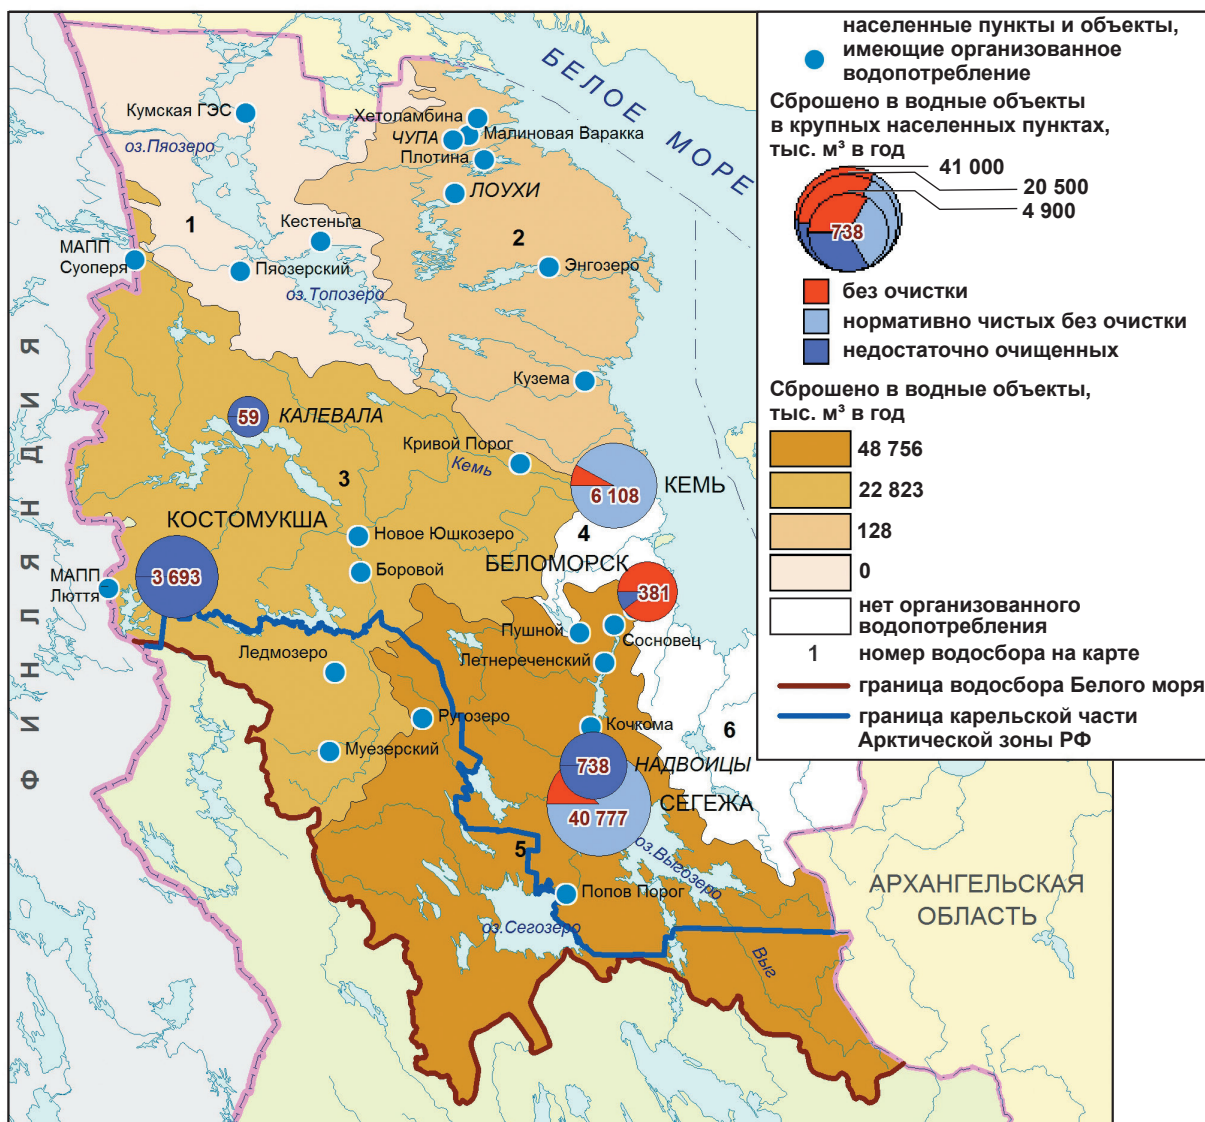 БЕЛОЕ МОРЕ
Кумская ГЭС
оз.Пяозеро
Хетоламбина
ЧУПА
Малиновая Варакка
Плотина
ЛОУХИ
1
Кестеньга
2
МАПП
Суоперя
Пяозерский
Энгозеро
оз.Топозеро
Кузема
59
КАЛЕВАЛА
Кривой Порог
Кемь
3
6 108
КЕМЬ
КОСТОМУКША
Новое Юшкозеро
4
БЕЛОМОРСК
3 693
Боровой
МАПП
Люття
381
Пушной
Сосновец
Ледмозеро
Летнереченский
Ругозеро
Кочкома
6
Муезерский
738
НАДВОИЦЫ
40 777
СЕГЕЖА
5
оз.Выгозеро
Попов Порог
оз.Сегозеро
Выг
ФИНЛЯНДИЯ
АРХАНГЕЛЬСКАЯ
ОБЛАСТЬ
населенные пункты и объекты,
имеющие организованное
водопотребление
Сброшено в водные объекты
в крупных населенных пунктах,
тыс. м³ в год
41 000
20 500
4 900
738
без очистки
нормативно чистых без очистки
недостаточно очищенных
Сброшено в водные объекты,
тыс. м³ в год
48 756
22 823
128
0
нет организованного
водопотребления
1 номер водосбора на карте
граница водосбора Белого моря
граница карельской части
Арктической зоны РФ